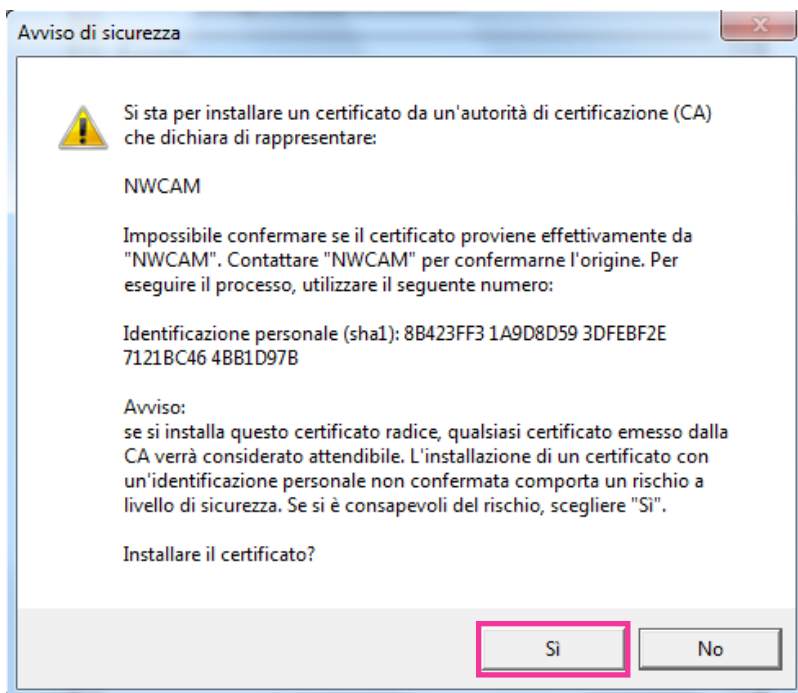 Avviso di sicurezza
Si sta per installare un certificato da un'autorità di certificazione (CA)
che dichiara di rappresentare:
NWCAM
Impossibile confermare se il certificato proviene effettivamente da
"NWCAM". Contattare "NWCAM" per confermarne l'origine. Per
eseguire il processo, utilizzare il seguente numero:
Identificazione personale (sha1): 8B423FF3 1A9D8D59 3DFEBF2E
7121BC46 4BB1D97B
Avviso:
se si installa questo certificato radice, qualsiasi certificato emesso dalla
CA verrà considerato attendibile. L'installazione di un certificato con
un'identificazione personale non confermata comporta un rischio a
livello di sicurezza. Se si è consapevoli del rischio, scegliere "Sì".
Installare il certificato?
Sì
No